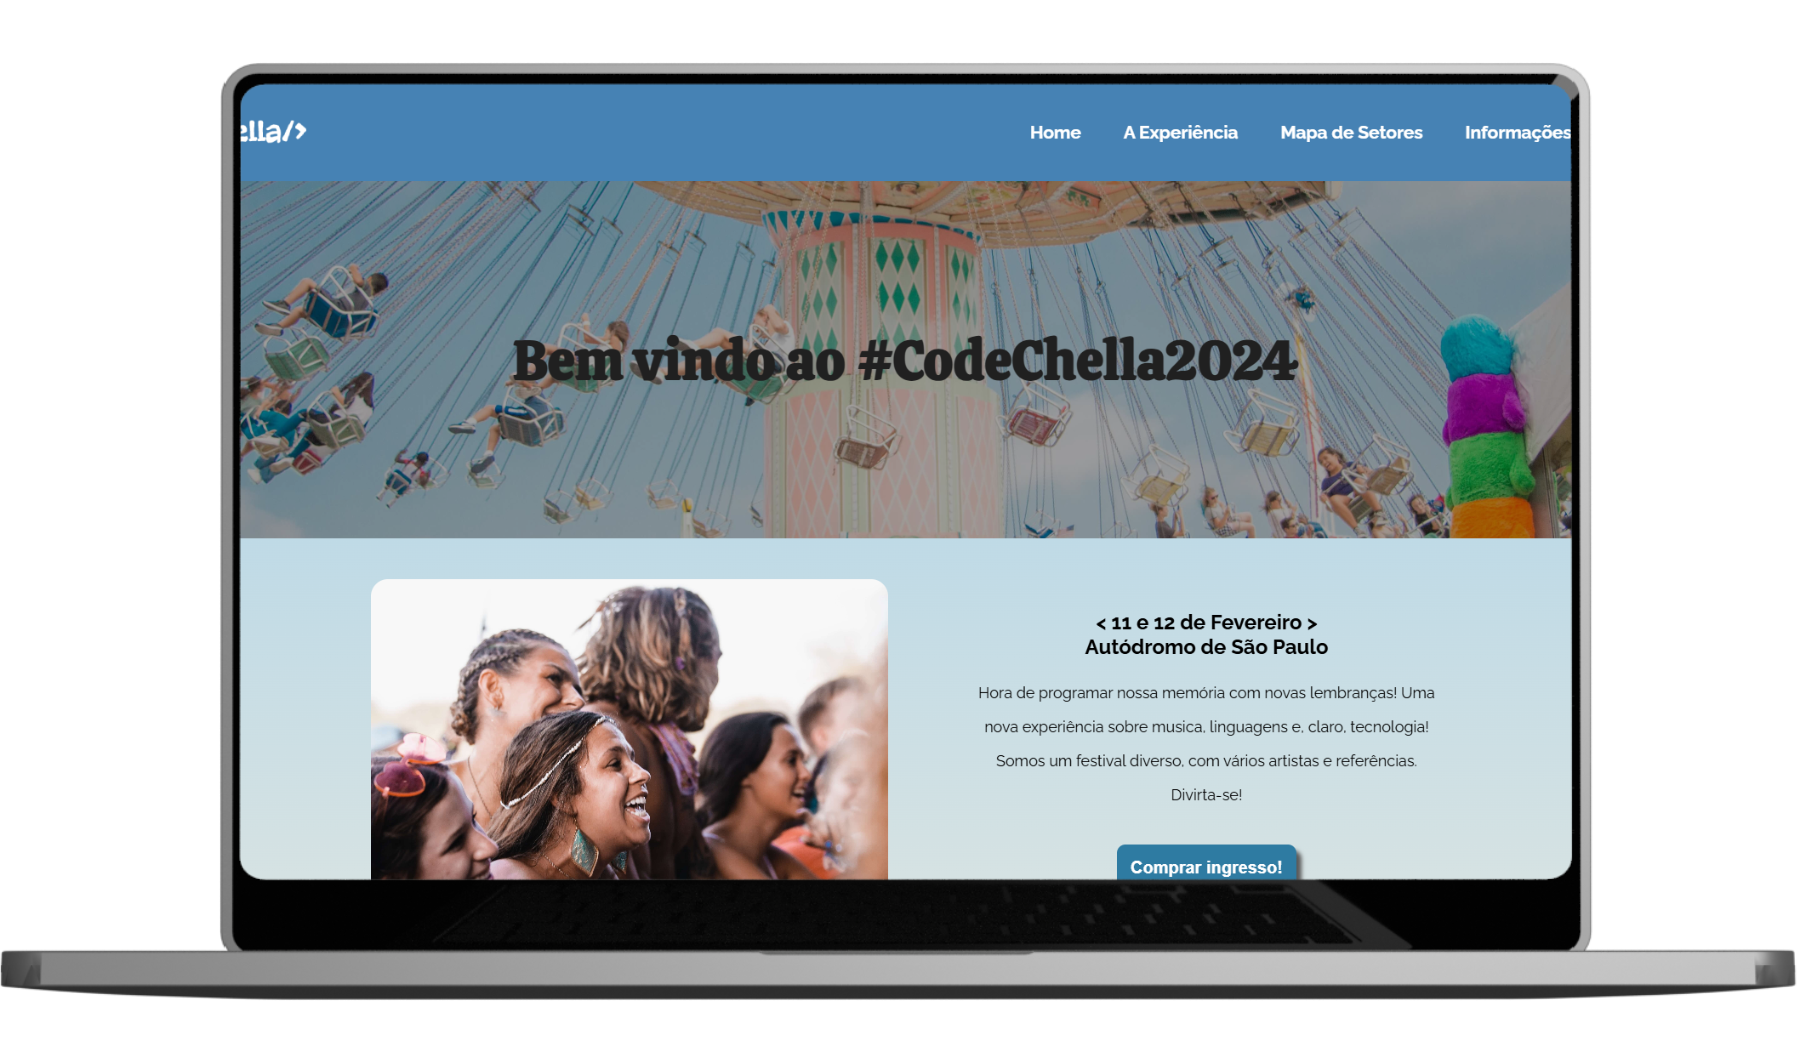 ella/>
Home A Experiência Mapa de Setores Informações
Bem vindo ao #CodeChella2024
< 11 e 12 de Fevereiro >
Autódromo de São Paulo
Hora de programar nossa memória com novas lembranças! Uma
nova experiência sobre musica, linguagens e, claro, tecnologia!
Somos um festival diverso, com vários artistas e referências.
Divirta-se!
Comprar ingresso!